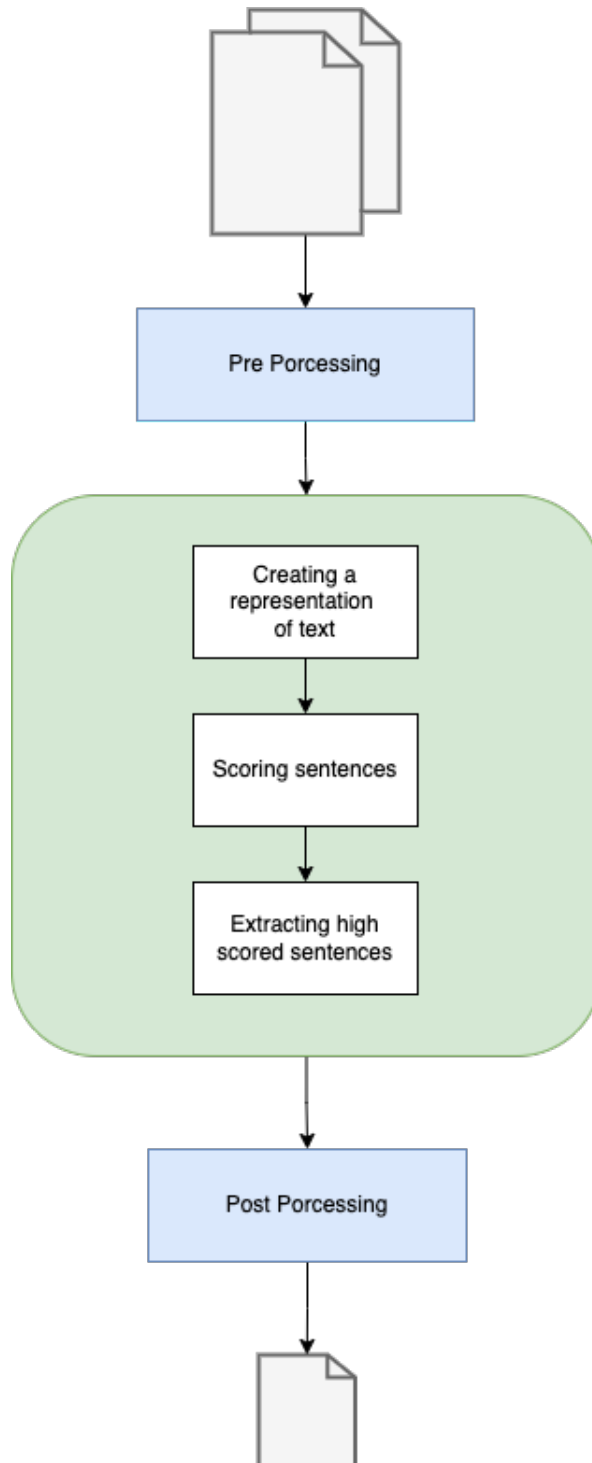 Pre Porcessing
Creating a
representation
of text
Scoring sentences
Extracting high
scored sentences
Post Porcessing